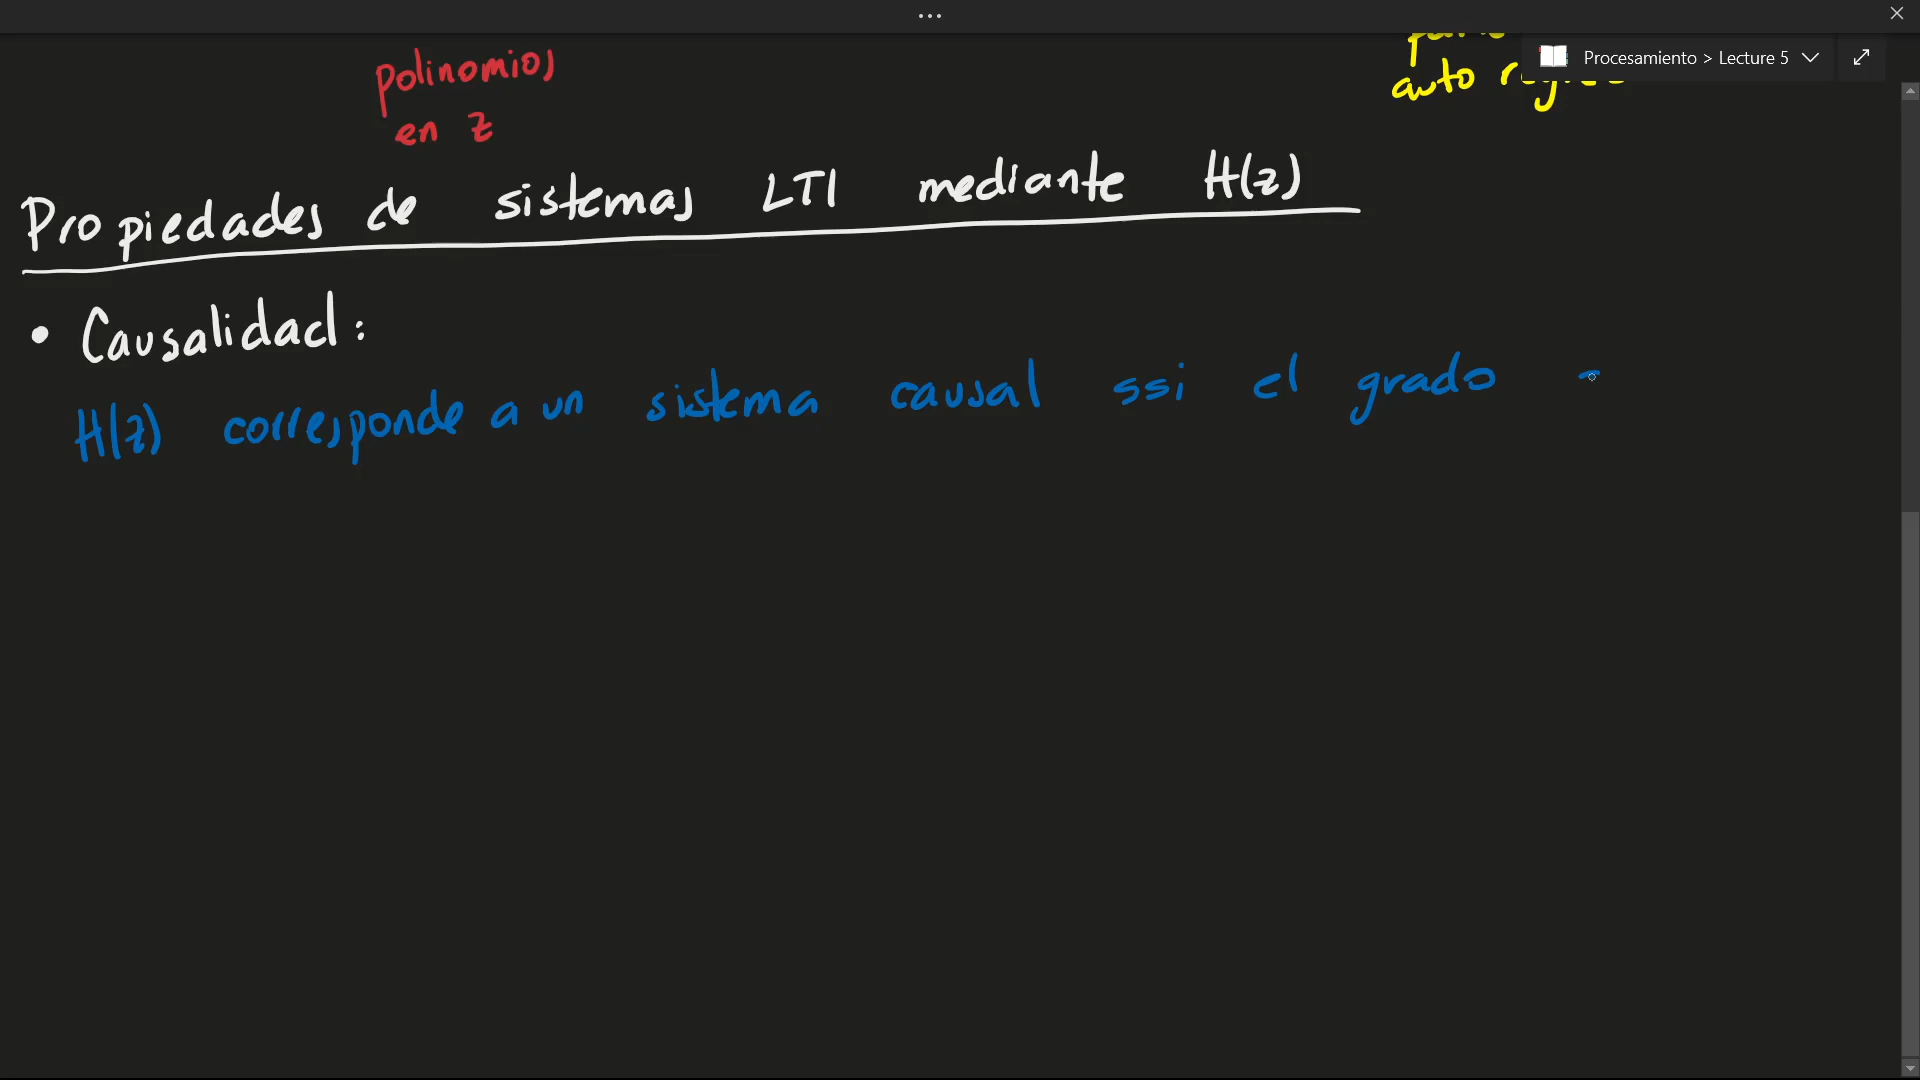 Procesamiento > Lecture 5
polinomios
auto
en z
Propiedades de sistemas LTI mediante H(z)
• Causalidad:
H(z) corresponde a un sistema causal ssi el grado